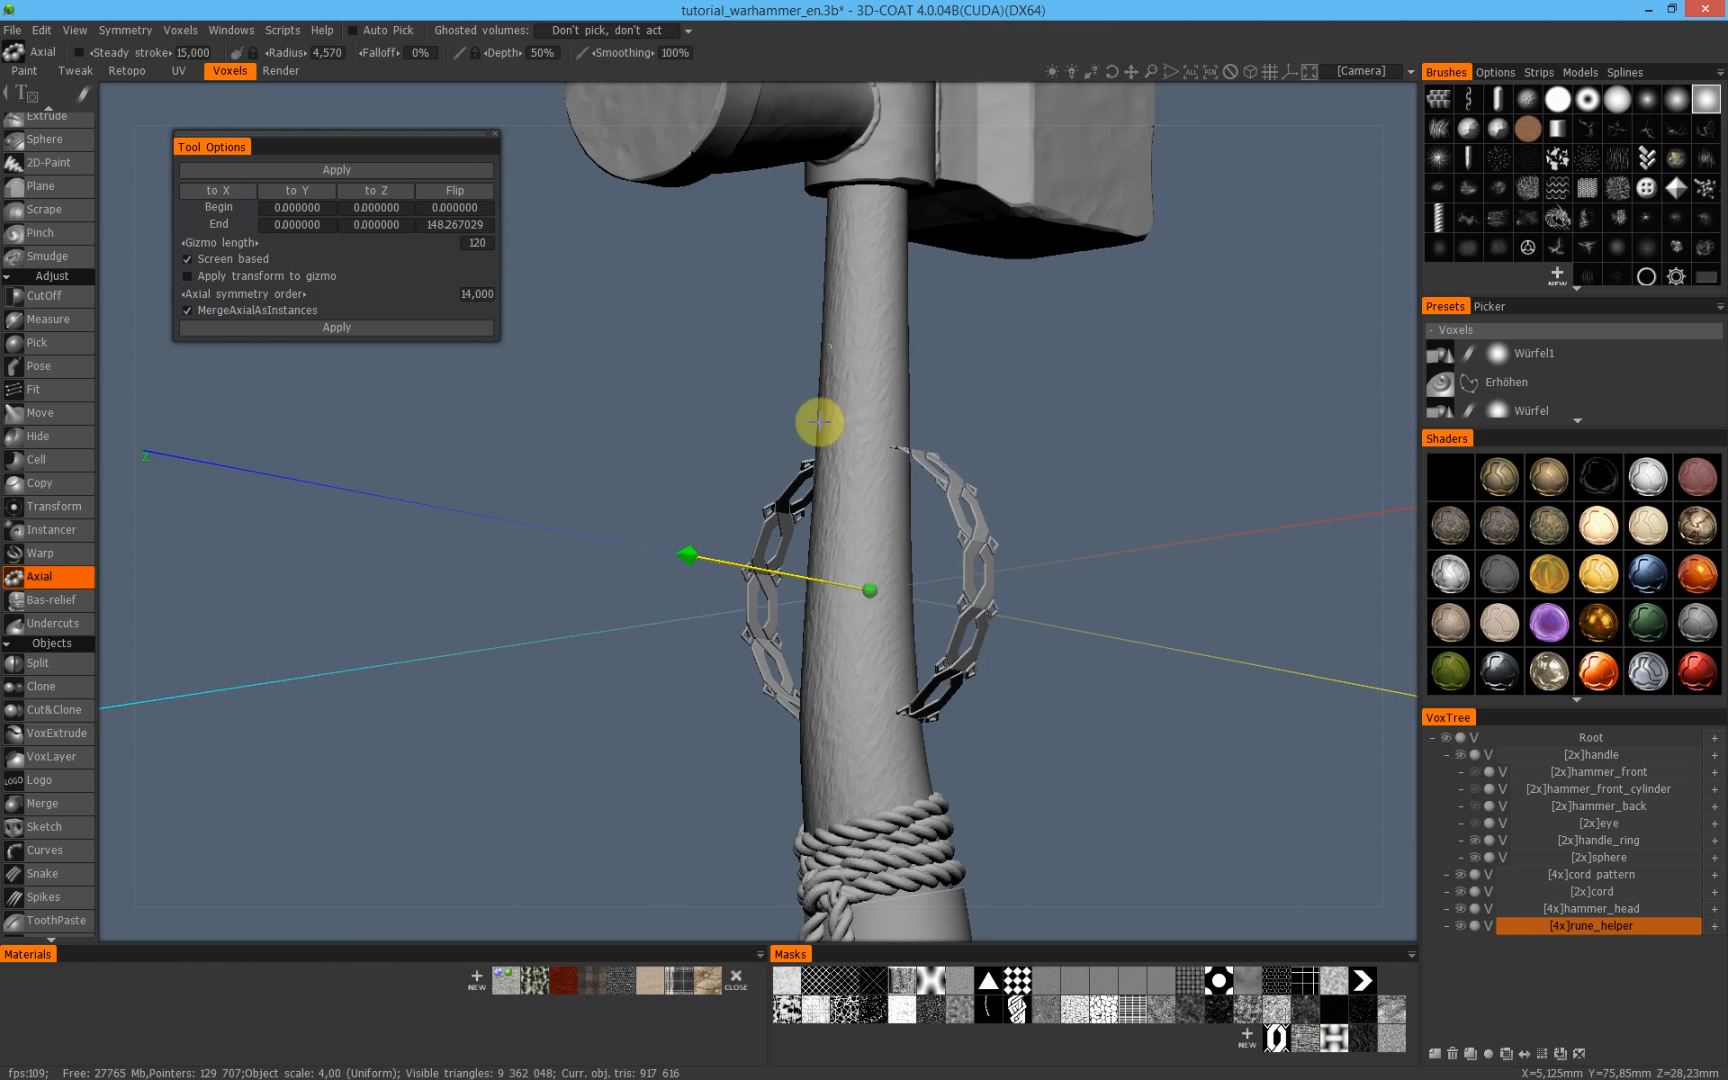 tutorial_warhammer_en.3b* - 3D-COAT 4.0.04B(CUDA)(DX64)
File Edit View Symmetry Voxels Windows Scripts Help Auto Pick Ghosted volumes: Don't pick, don't act
Axial Steady stroke 15,000 Radius 4,570 Falloff 0% Depth 50% Smoothing 100%
Paint Tweak Retopo UV Voxels Render [Camera]
Extrude
Sphere
2D-Paint
Plane
Scrape
Pinch
Smudge
Adjust
CutOff
Measure
Pick
Pose
Fit
Move
Hide
Cell
Copy
Transform
Instancer
Warp
Axial
Bas-relief
Undercuts
Objects
Split
Clone
Cut&Clone
VoxExtrude
VoxLayer
LOGO Logo
Merge
Sketch
Curves
Snake
Spikes
ToothPaste
Tool Options
Apply
to X to Y to Z Flip
Begin 0.000000 0.000000 0.000000
End 0.000000 0.000000 148.267029
Gizmo length 120
Screen based
Apply transform to gizmo
Axial symmetry order 14,000
MergeAxialAsInstances
Apply
Z
Brushes Options Strips Models Splines
NEW
Presets Picker
- Voxels
Würfel1
Erhöhen
Würfel
Shaders
VoxTree
Root
[2x]handle
[2x]hammer_front
[2x]hammer_front_cylinder
[2x]hammer_back
[2x]eye
[2x]handle_ring
[2x]sphere
[4x]cord pattern
[2x]cord
[4x]hammer_head
[4x]rune_helper
Materials
NEW
CLOSE
Masks
NEW
fps:109; Free: 27765 Mb,Pointers: 129 707;Object scale: 4,00 (Uniform); Visible triangles: 9 362 048; Curr. obj. tris: 917 616
X=5,125mm Y=75,85mm Z=28,23mm